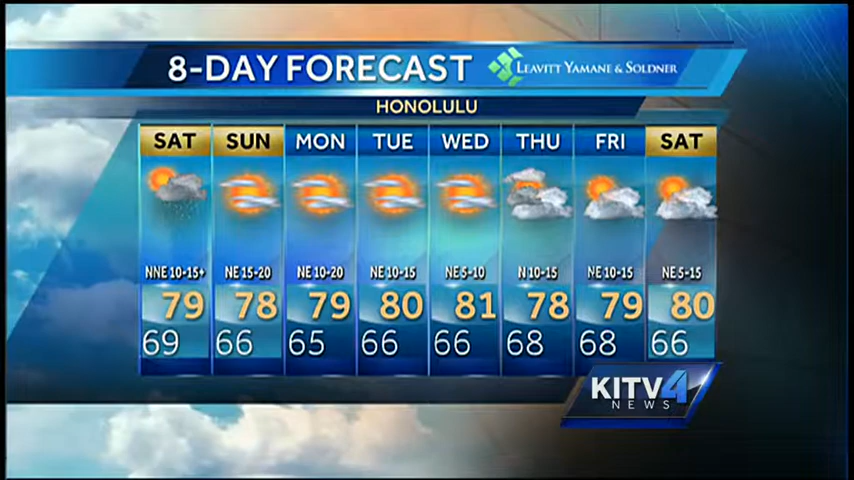 8-DAY FORECAST LEAVITT YAMANE & SOLDNER
HONOLULU
SAT SUN MON TUE WED THU FRI SAT
NNE 10-15+ NE 15-20 NE 10-20 NE 10-15 NE 5-10 N 10-15 NE 10-15 NE 5-15
79 78 79 80 81 78 79 80
69 66 65 66 66 68 68 66
KITV4
NEWS